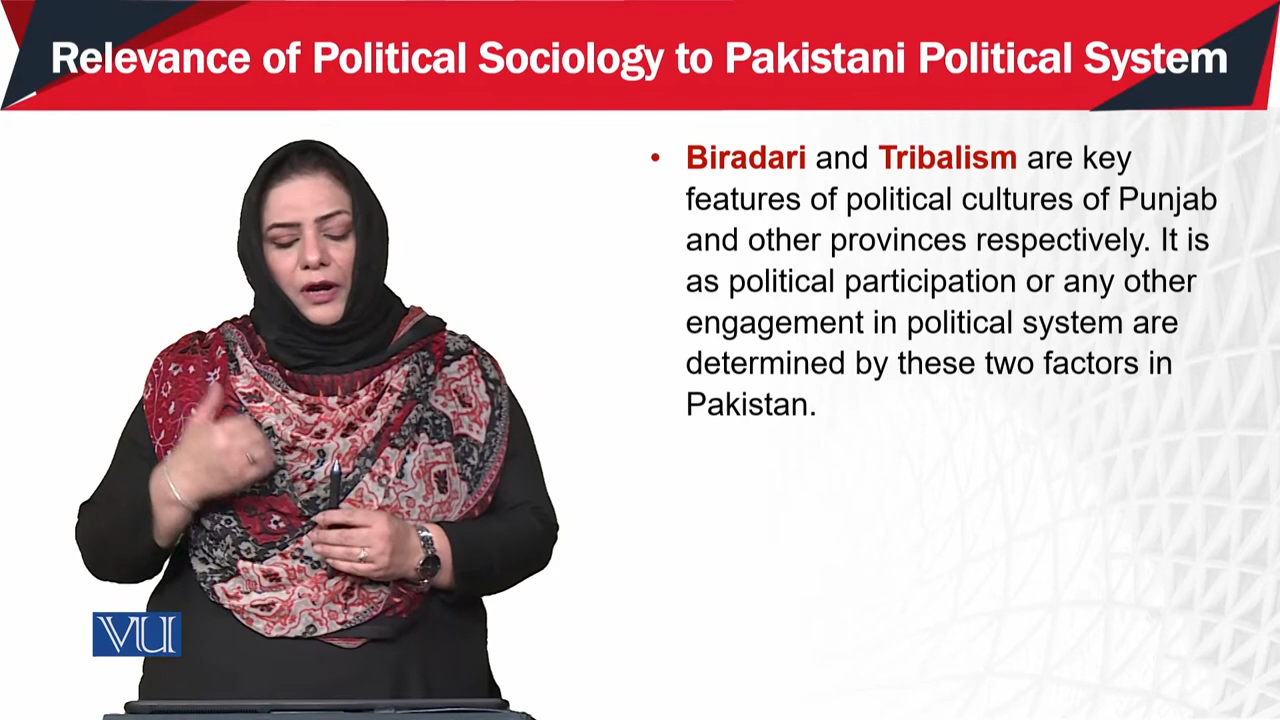 Relevance of Political Sociology to Pakistani Political System
• Biradari and Tribalism are key
features of political cultures of Punjab
and other provinces respectively. It is
as political participation or any other
engagement in political system are
determined by these two factors in
Pakistan.
VU